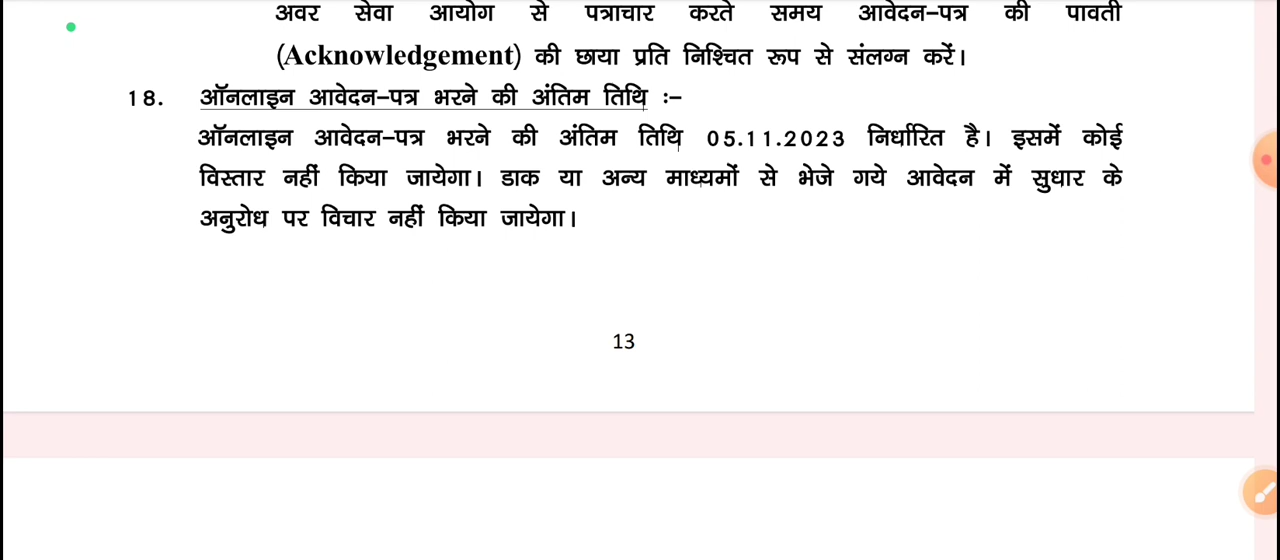 अवर सेवा आयोग से पत्राचार करते समय आवेदन–पत्र की पावती
(Acknowledgement) की छाया प्रति निश्चित रूप से संलग्न करें।
18. ऑनलाइन आवेदन–पत्र भरने की अंतिम तिथि :–
ऑनलाइन आवेदन–पत्र भरने की अंतिम तिथि 05.11.2023 निर्धारित है। इसमें कोई
विस्तार नहीं किया जायेगा। डाक या अन्य माध्यमों से भेजे गये आवेदन में सुधार के
अनुरोध पर विचार नहीं किया जायेगा।
13